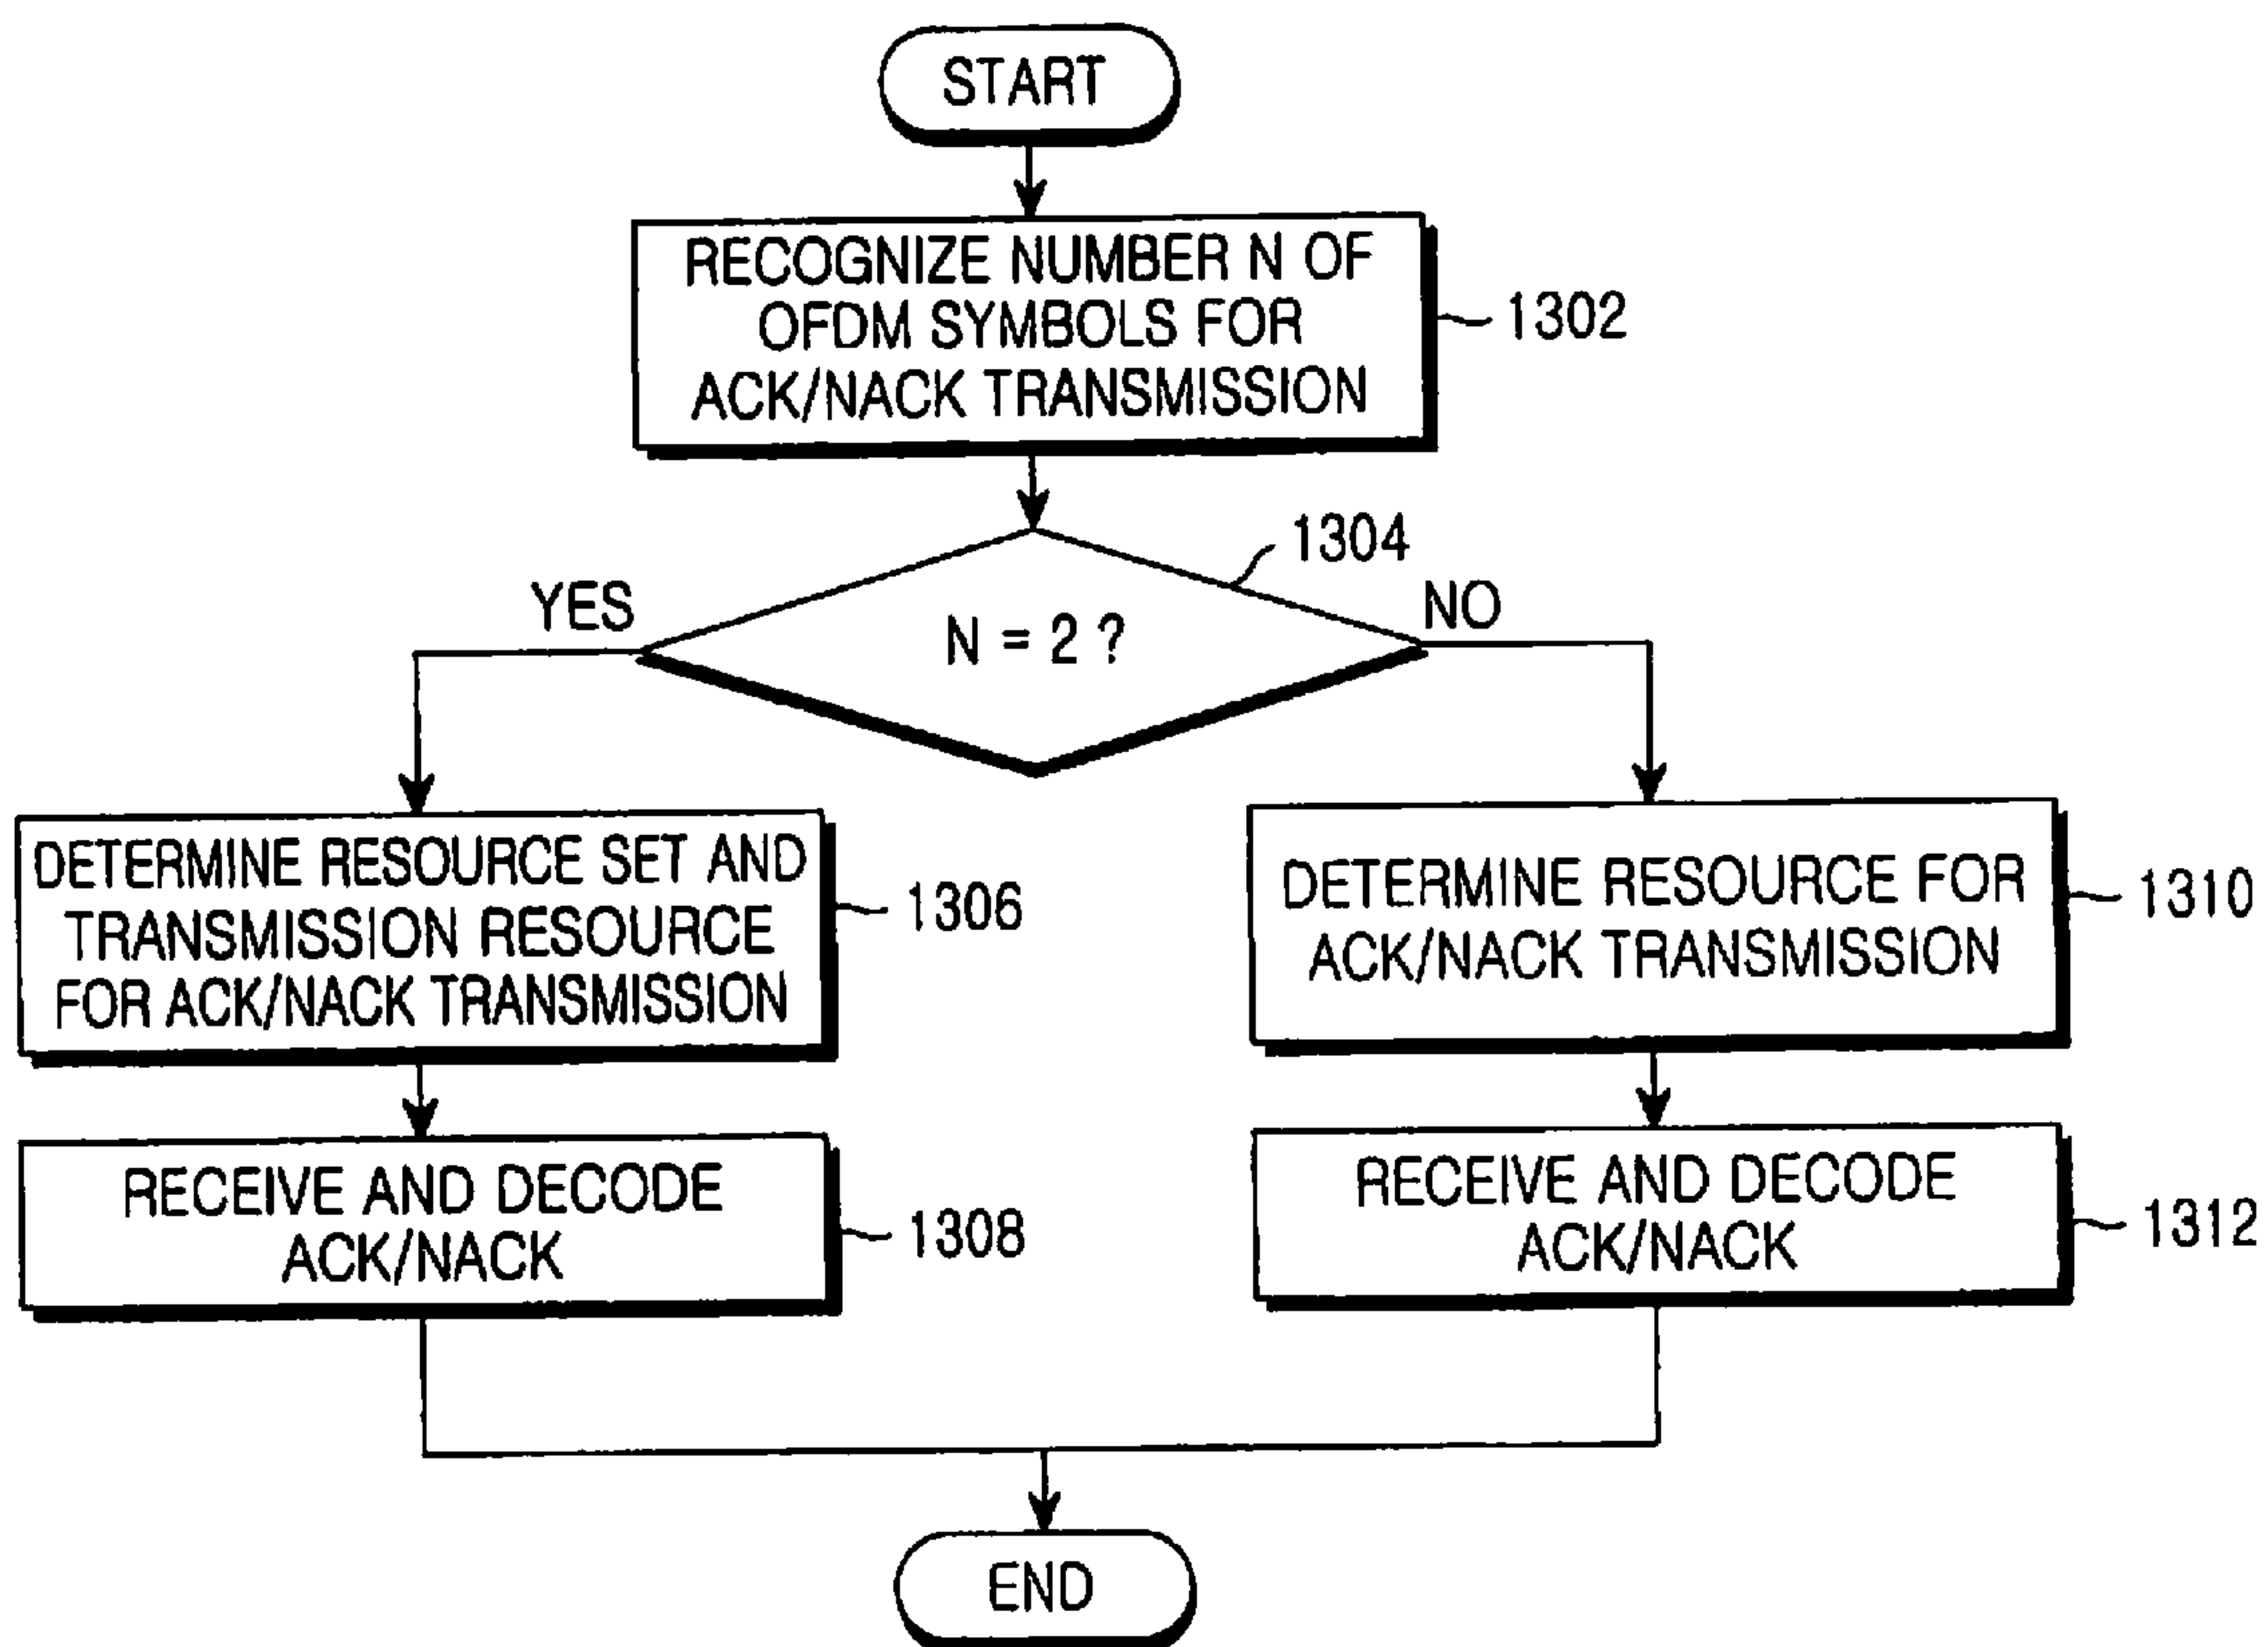 START
RECOGNIZE NUMBER N OF
OFDM SYMBOLS FOR
ACK/NACK TRANSMISSION
1302
1304
YES
N = 2 ?
NO
DETERMINE RESOURCE SET AND
TRANSMISSION RESOURCE
FOR ACK/NACK TRANSMISSION
1306
DETERMINE RESOURCE FOR
ACK/NACK TRANSMISSION
1310
RECEIVE AND DECODE
ACK/NACK
1308
RECEIVE AND DECODE
ACK/NACK
1312
END